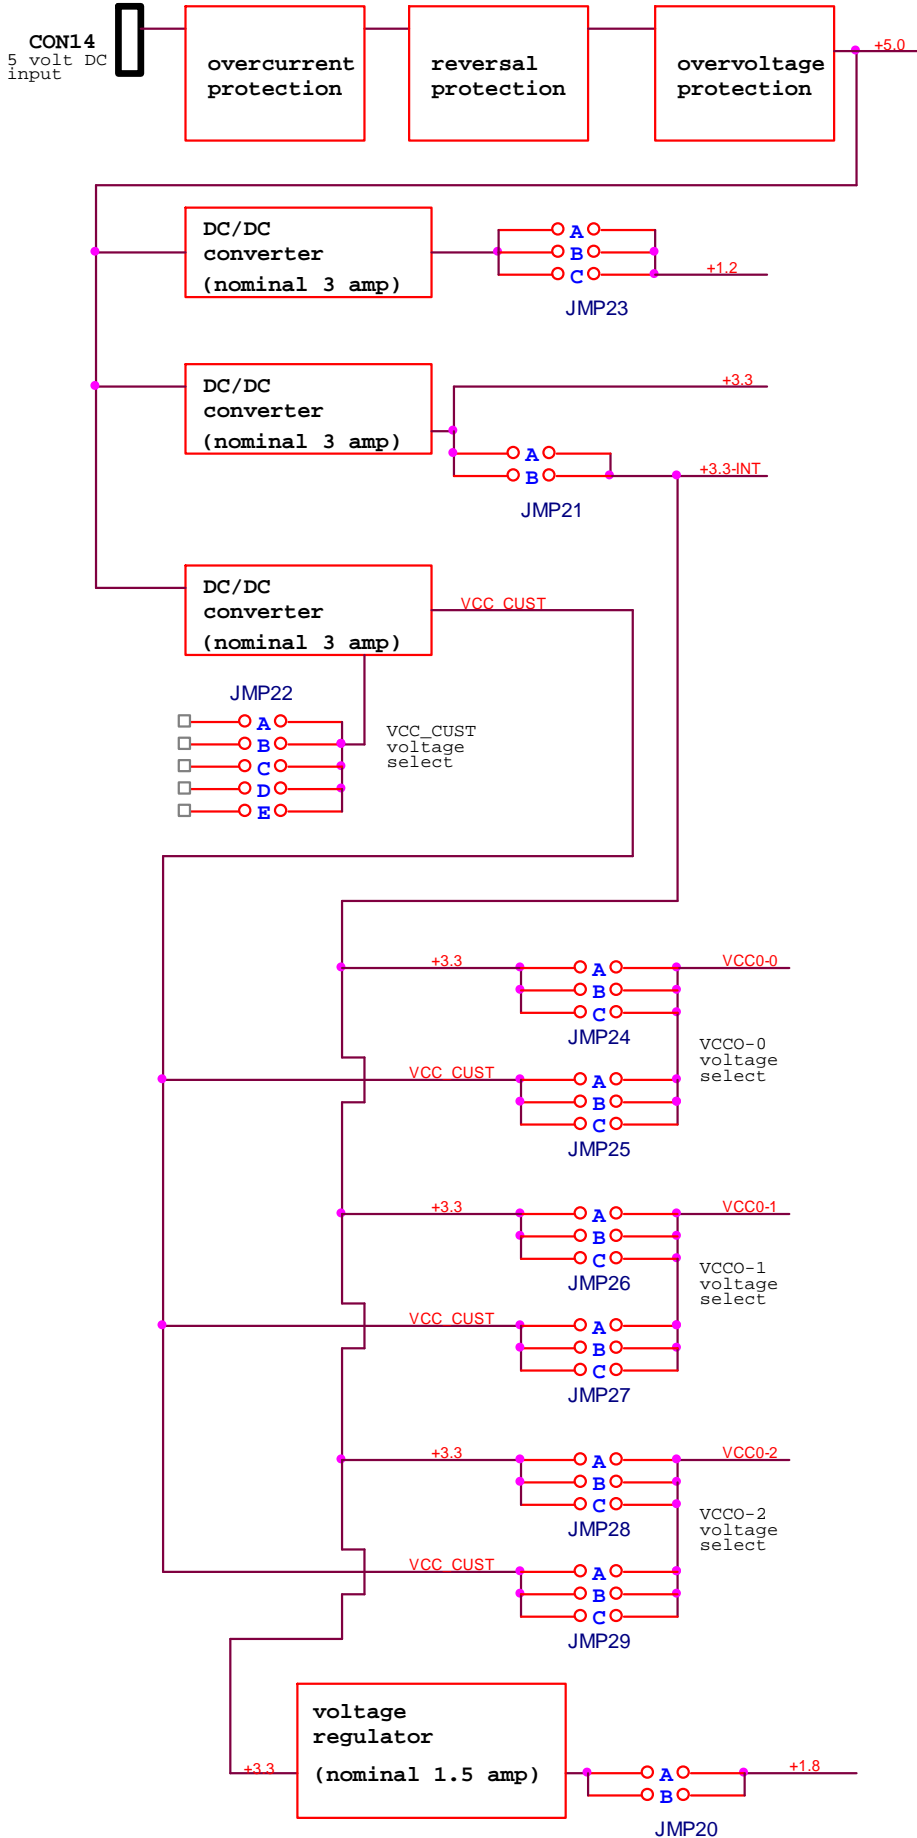 CON14
5 volt DC
input
overcurrent
protection
reversal
protection
overvoltage
protection
+5.0
DC/DC
converter
(nominal 3 amp)
A
B
C
JMP23
+1.2
DC/DC
converter
(nominal 3 amp)
+3.3
A
B
JMP21
+3.3-INT
DC/DC
converter
(nominal 3 amp)
VCC_CUST
JMP22
A
B
C
D
E
VCC_CUST
voltage
select
+3.3
A
B
C
JMP24
VCC0-0
VCCO-0
voltage
select
VCC_CUST
A
B
C
JMP25
+3.3
A
B
C
JMP26
VCC0-1
VCCO-1
voltage
select
VCC_CUST
A
B
C
JMP27
+3.3
A
B
C
JMP28
VCC0-2
VCCO-2
voltage
select
VCC_CUST
A
B
C
JMP29
voltage
regulator
(nominal 1.5 amp)
+3.3
A
B
JMP20
+1.8